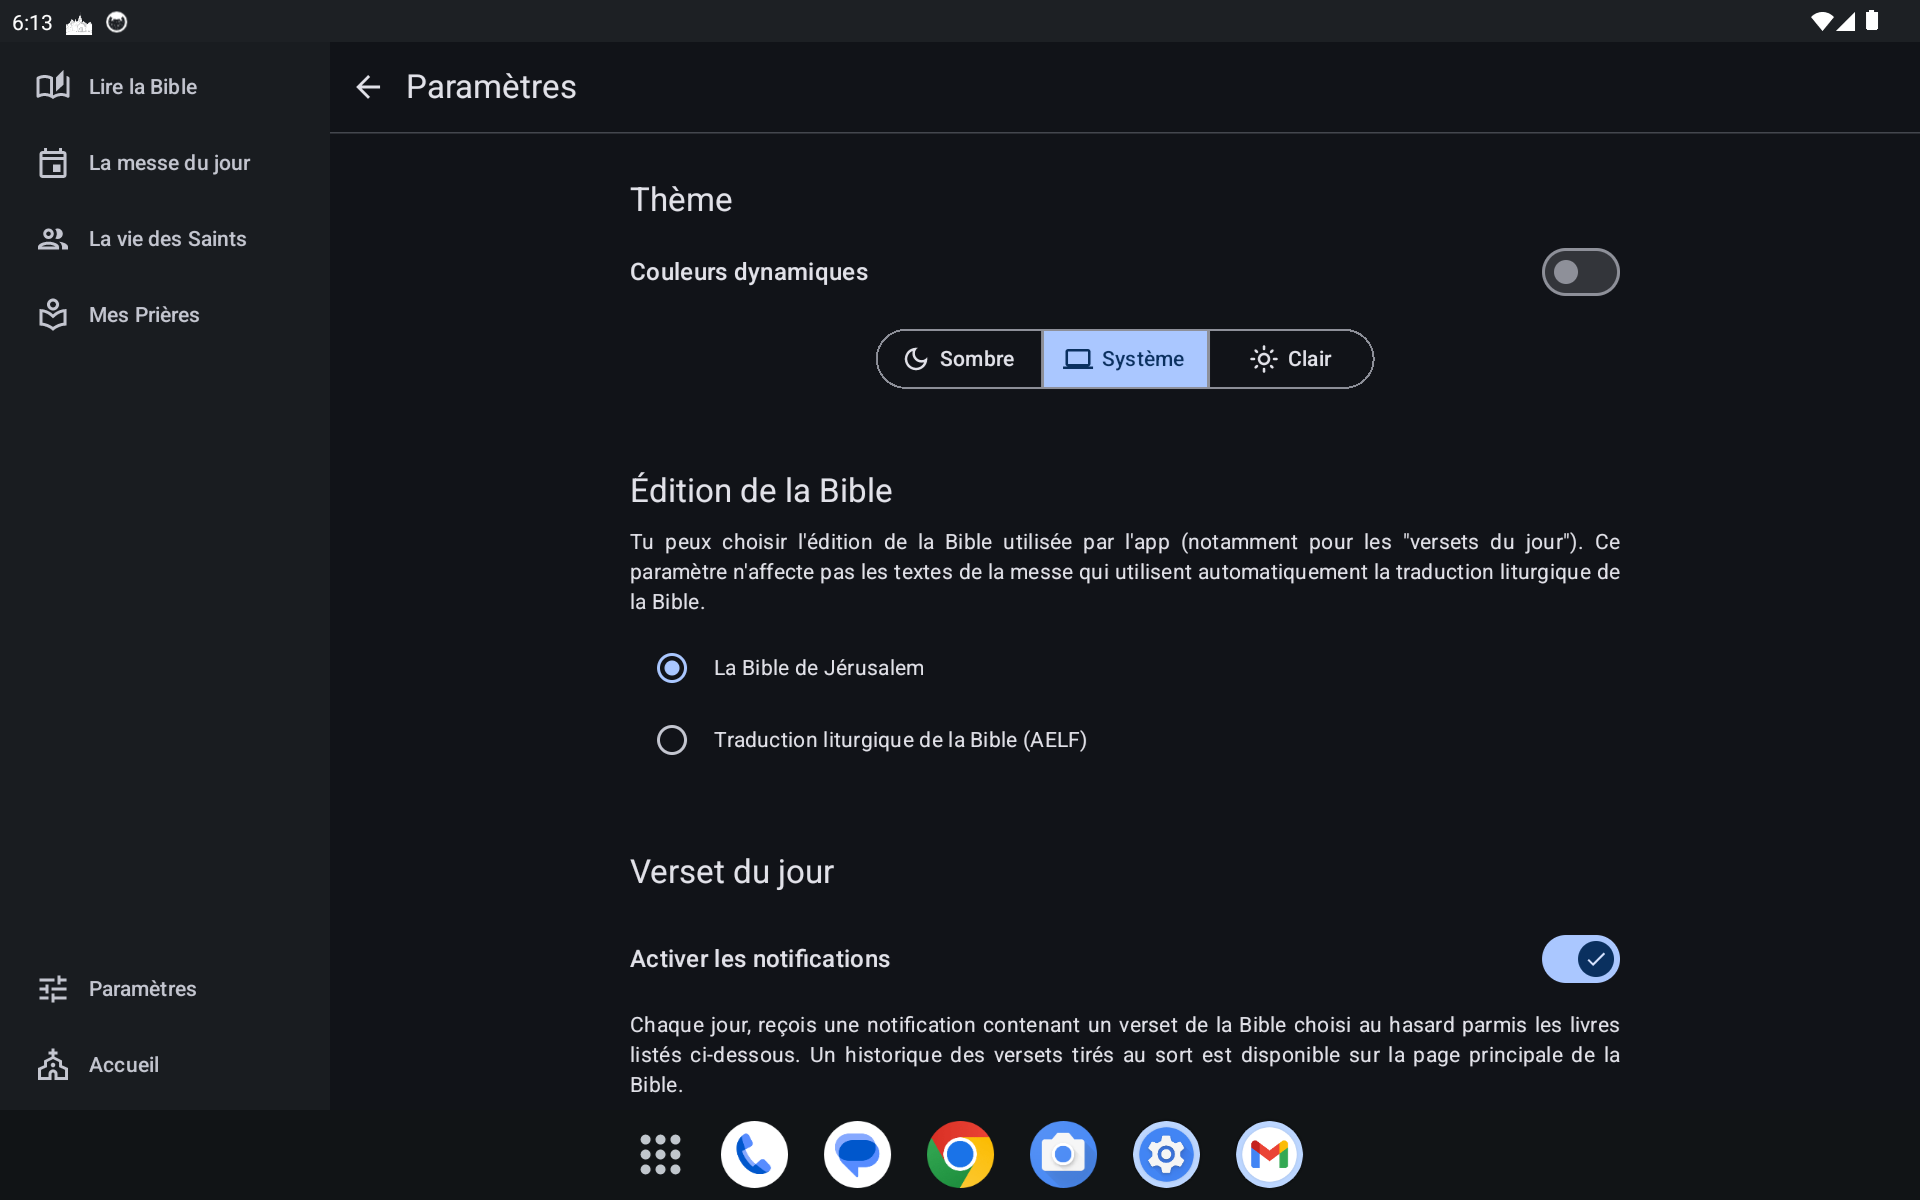 6:13
Lire la Bible
La messe du jour
La vie des Saints
Mes Prières
Paramètres
Accueil
Paramètres
Thème
Couleurs dynamiques
Sombre
Système
Clair
Édition de la Bible
Tu peux choisir l'édition de la Bible utilisée par l'app (notamment pour les "versets du jour"). Ce
paramètre n'affecte pas les textes de la messe qui utilisent automatiquement la traduction liturgique de
la Bible.
La Bible de Jérusalem
Traduction liturgique de la Bible (AELF)
Verset du jour
Activer les notifications
Chaque jour, reçois une notification contenant un verset de la Bible choisi au hasard parmis les livres
listés ci-dessous. Un historique des versets tirés au sort est disponible sur la page principale de la
Bible.